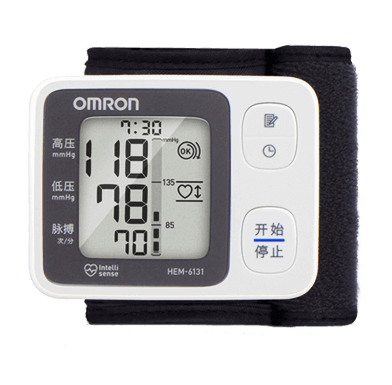 OMRON
7:30
高压
mmHg
118
mmHg
OK
135
低压
mmHg
78
85
脉搏
次/分
70
Intelli
sense
HEM-6131
开始
停止